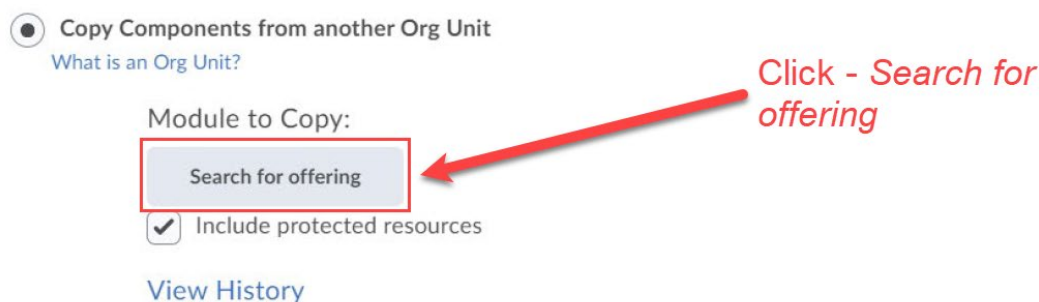 Copy Components from another Org Unit
What is an Org Unit?
Click - Search for
offering
Module to Copy:
Search for offering
Include protected resources
View History